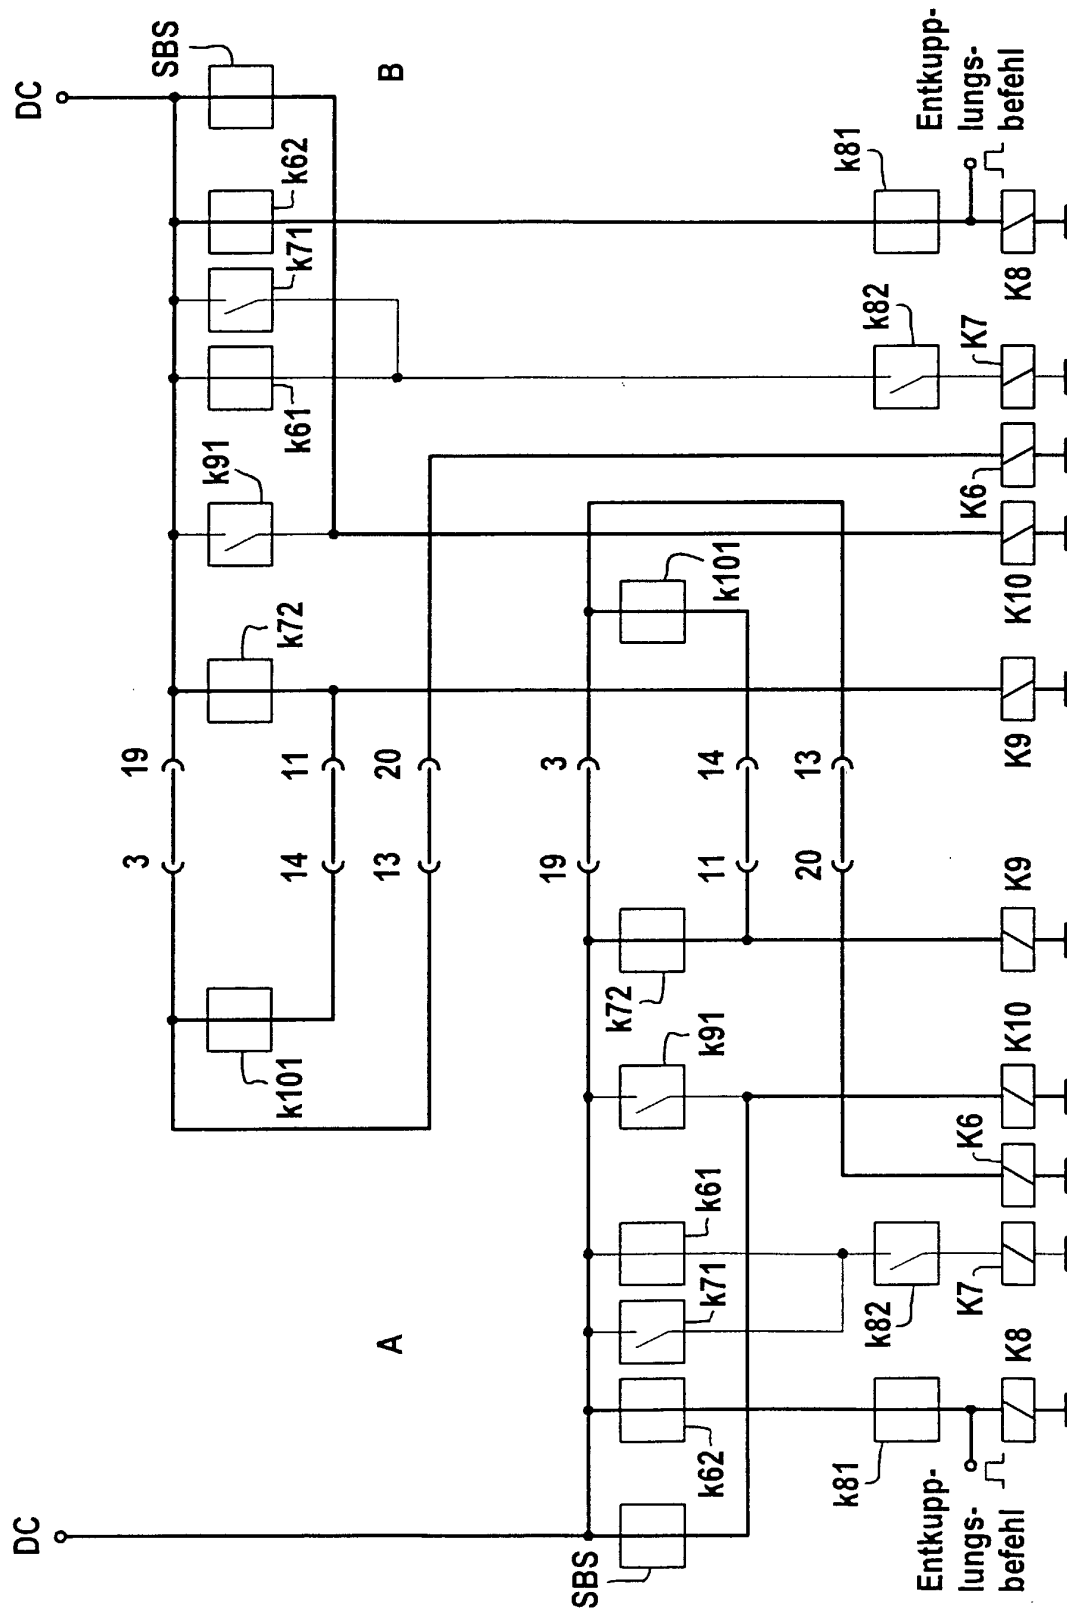 DC
SBS
B
k62
k71
k61
k91
k72
k81
Entkupp-
lungs-
befehl
K8
k82
K7
K6
K10
K9
19
11
20
3
14
13
k101
3
14
13
19
11
20
k101
k72
k91
k61
k71
k62
A
DC
SBS
K9
K10
K6
K7
k82
K8
k81
Entkupp-
lungs-
befehl